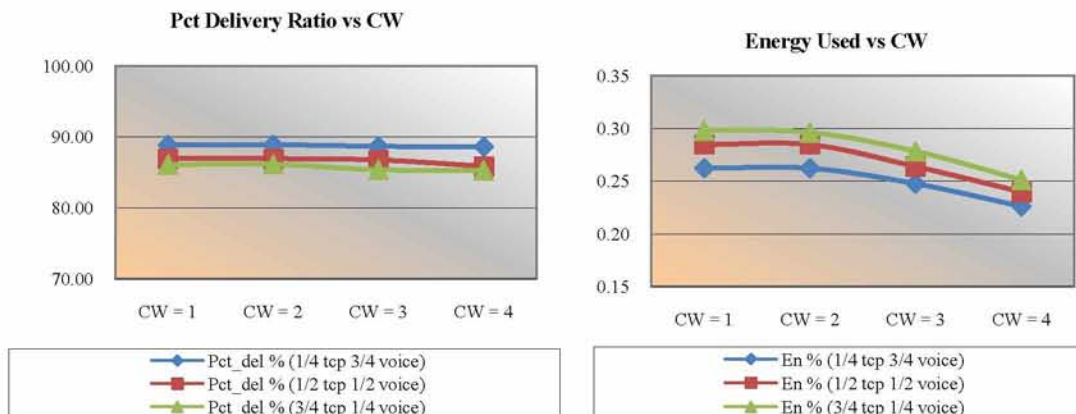 Pct Delivery Ratio vs CW
100.00
90.00
80.00
70.00
CW = 1 CW = 2 CW = 3 CW = 4
Pct_del % (1/4 tcp 3/4 voice)
Pct_del % (1/2 tcp 1/2 voice)
Pct_del % (3/4 tcp 1/4 voice)
Energy Used vs CW
0.35
0.30
0.25
0.20
0.15
CW = 1 CW = 2 CW = 3 CW = 4
En % (1/4 tcp 3/4 voice)
En % (1/2 tcp 1/2 voice)
En % (3/4 tcp 1/4 voice)